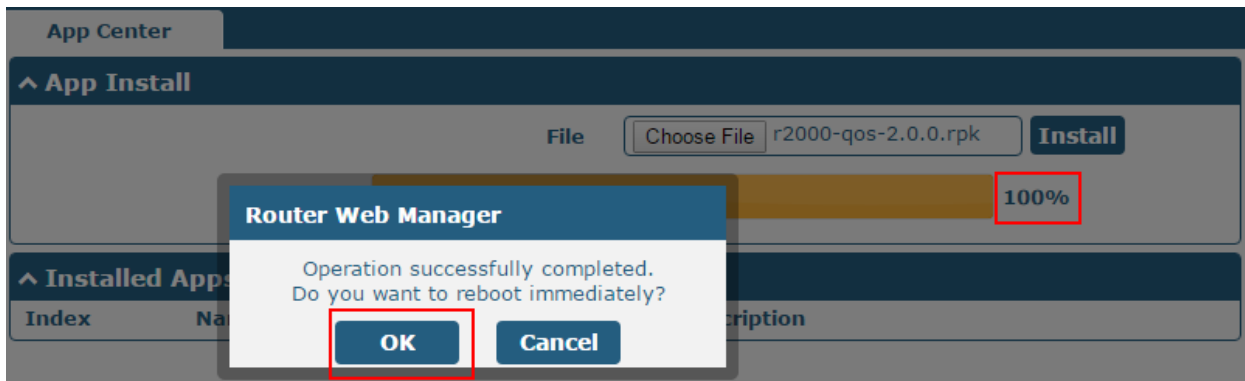 App Center
App Install
File Choose File r2000-qos-2.0.0.rpk Install
100%
Router Web Manager
Operation successfully completed.
Do you want to reboot immediately?
OK Cancel
Installed Apps
Index